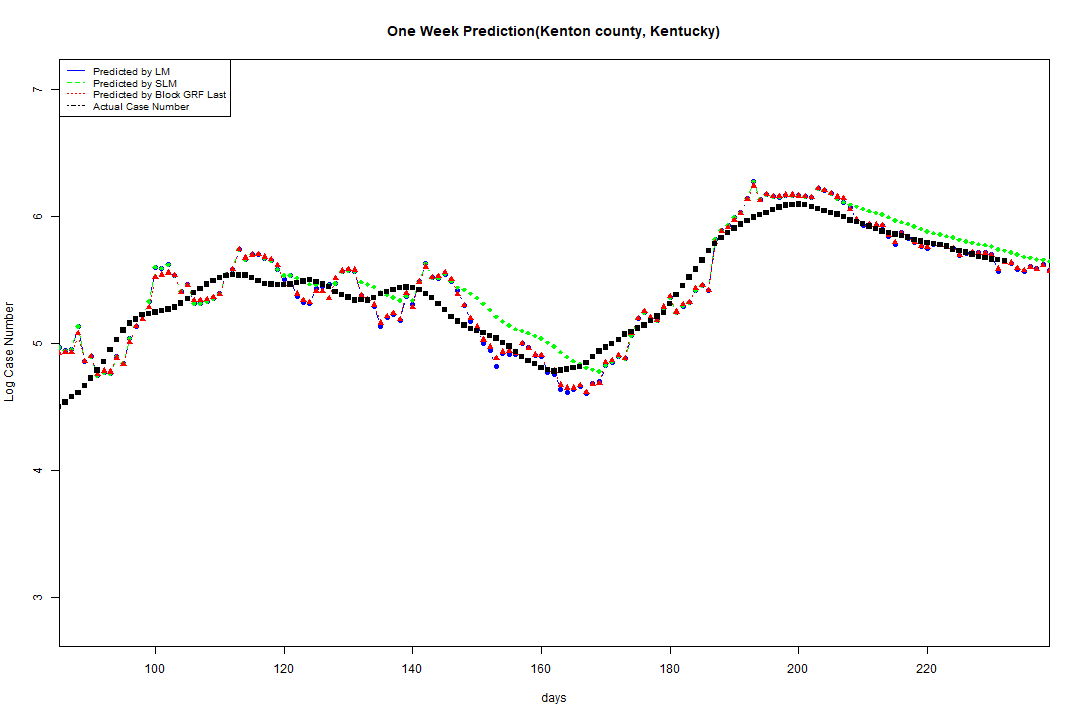 One Week Prediction(Kenton county, Kentucky)
Predicted by LM
Predicted by SLM
Predicted by Block GRF Last
Actual Case Number
7
6
5
4
3
Log Case Number
100 120 140 160 180 200 220
days